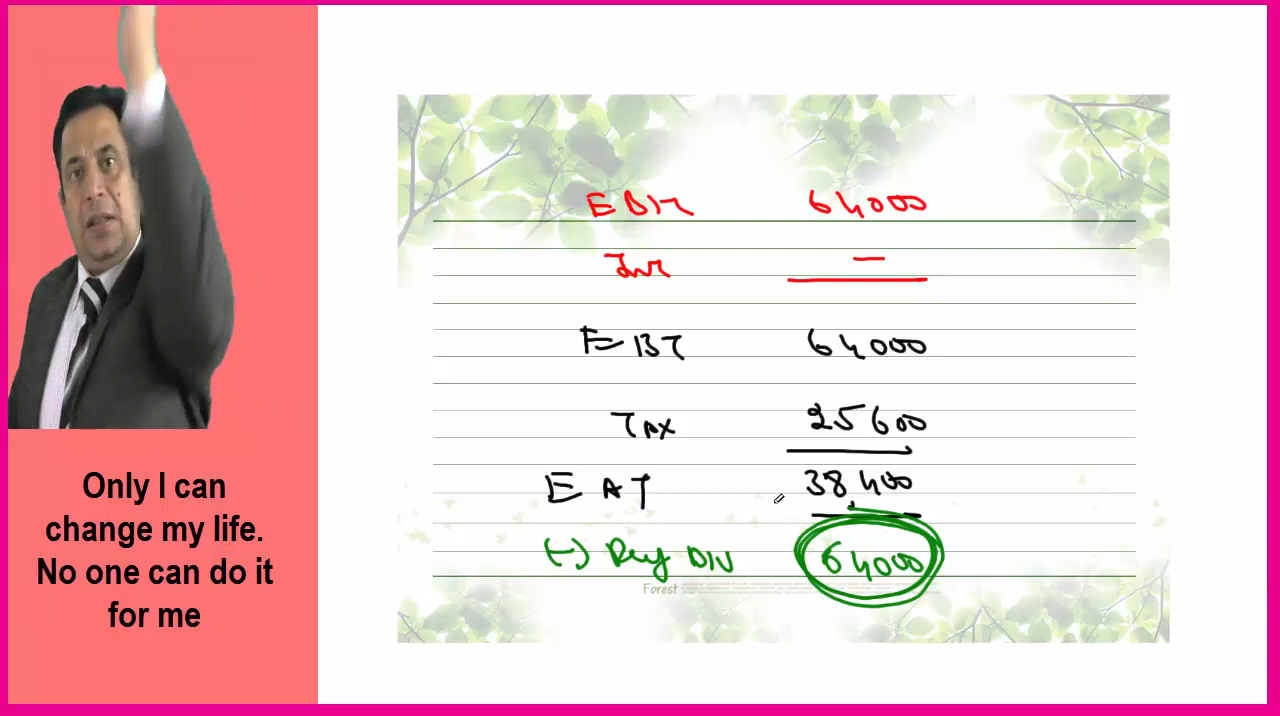 Only I can
change my life.
No one can do it
for me
EBIT 64000
Int —
EBT 64000
TAX 25600
EAT 38,400
(-) Pref DIV 64000
Forest